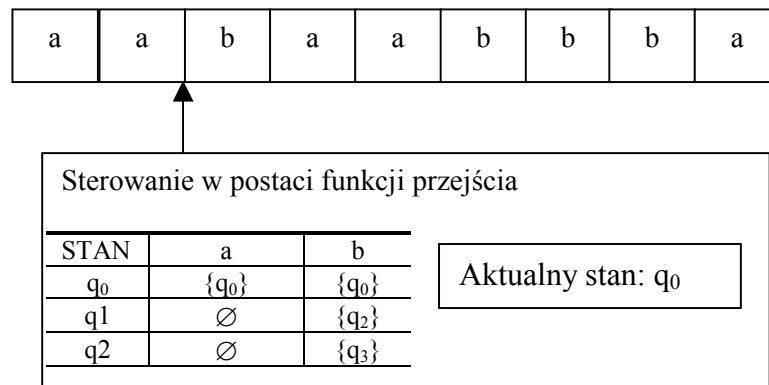 a a b a a b b b a
Sterowanie w postaci funkcji przejścia
STAN a b
q₀ {q₀} {q₀}
q1 ∅ {q₂}
q2 ∅ {q₃}
Aktualny stan: q₀